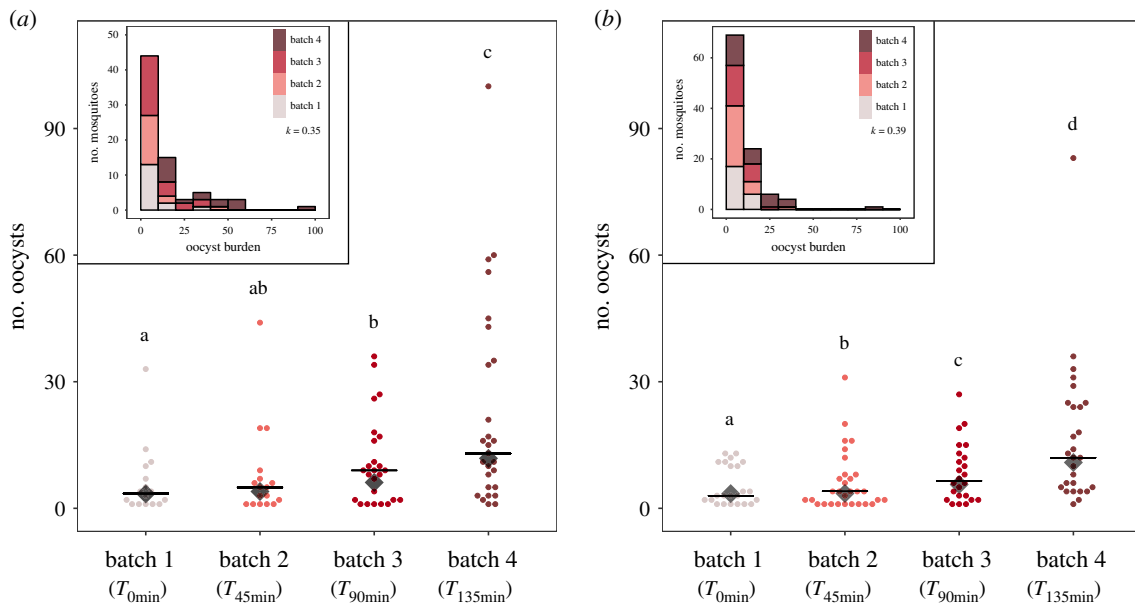 (a)
no. oocysts
90
60
30
0
no. mosquitoes
50
40
30
20
10
0
0
25
50
75
100
oocyst burden
batch 4
batch 3
batch 2
batch 1
k = 0.35
a
ab
b
c
batch 1 batch 2 batch 3 batch 4
(T0min) (T45min) (T90min) (T135min)
(b)
no. oocysts
90
60
30
0
no. mosquitoes
60
40
20
0
0
25
50
75
100
oocyst burden
batch 4
batch 3
batch 2
batch 1
k = 0.39
a
b
c
d
batch 1 batch 2 batch 3 batch 4
(T0min) (T45min) (T90min) (T135min)